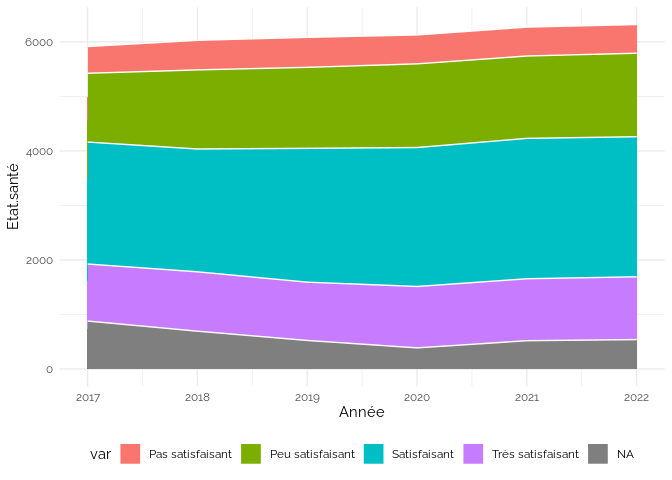 6000
4000
2000
0
Etat.santé
2017 2018 2019 2020 2021 2022
Année
var Pas satisfaisant Peu satisfaisant Satisfaisant Très satisfaisant NA